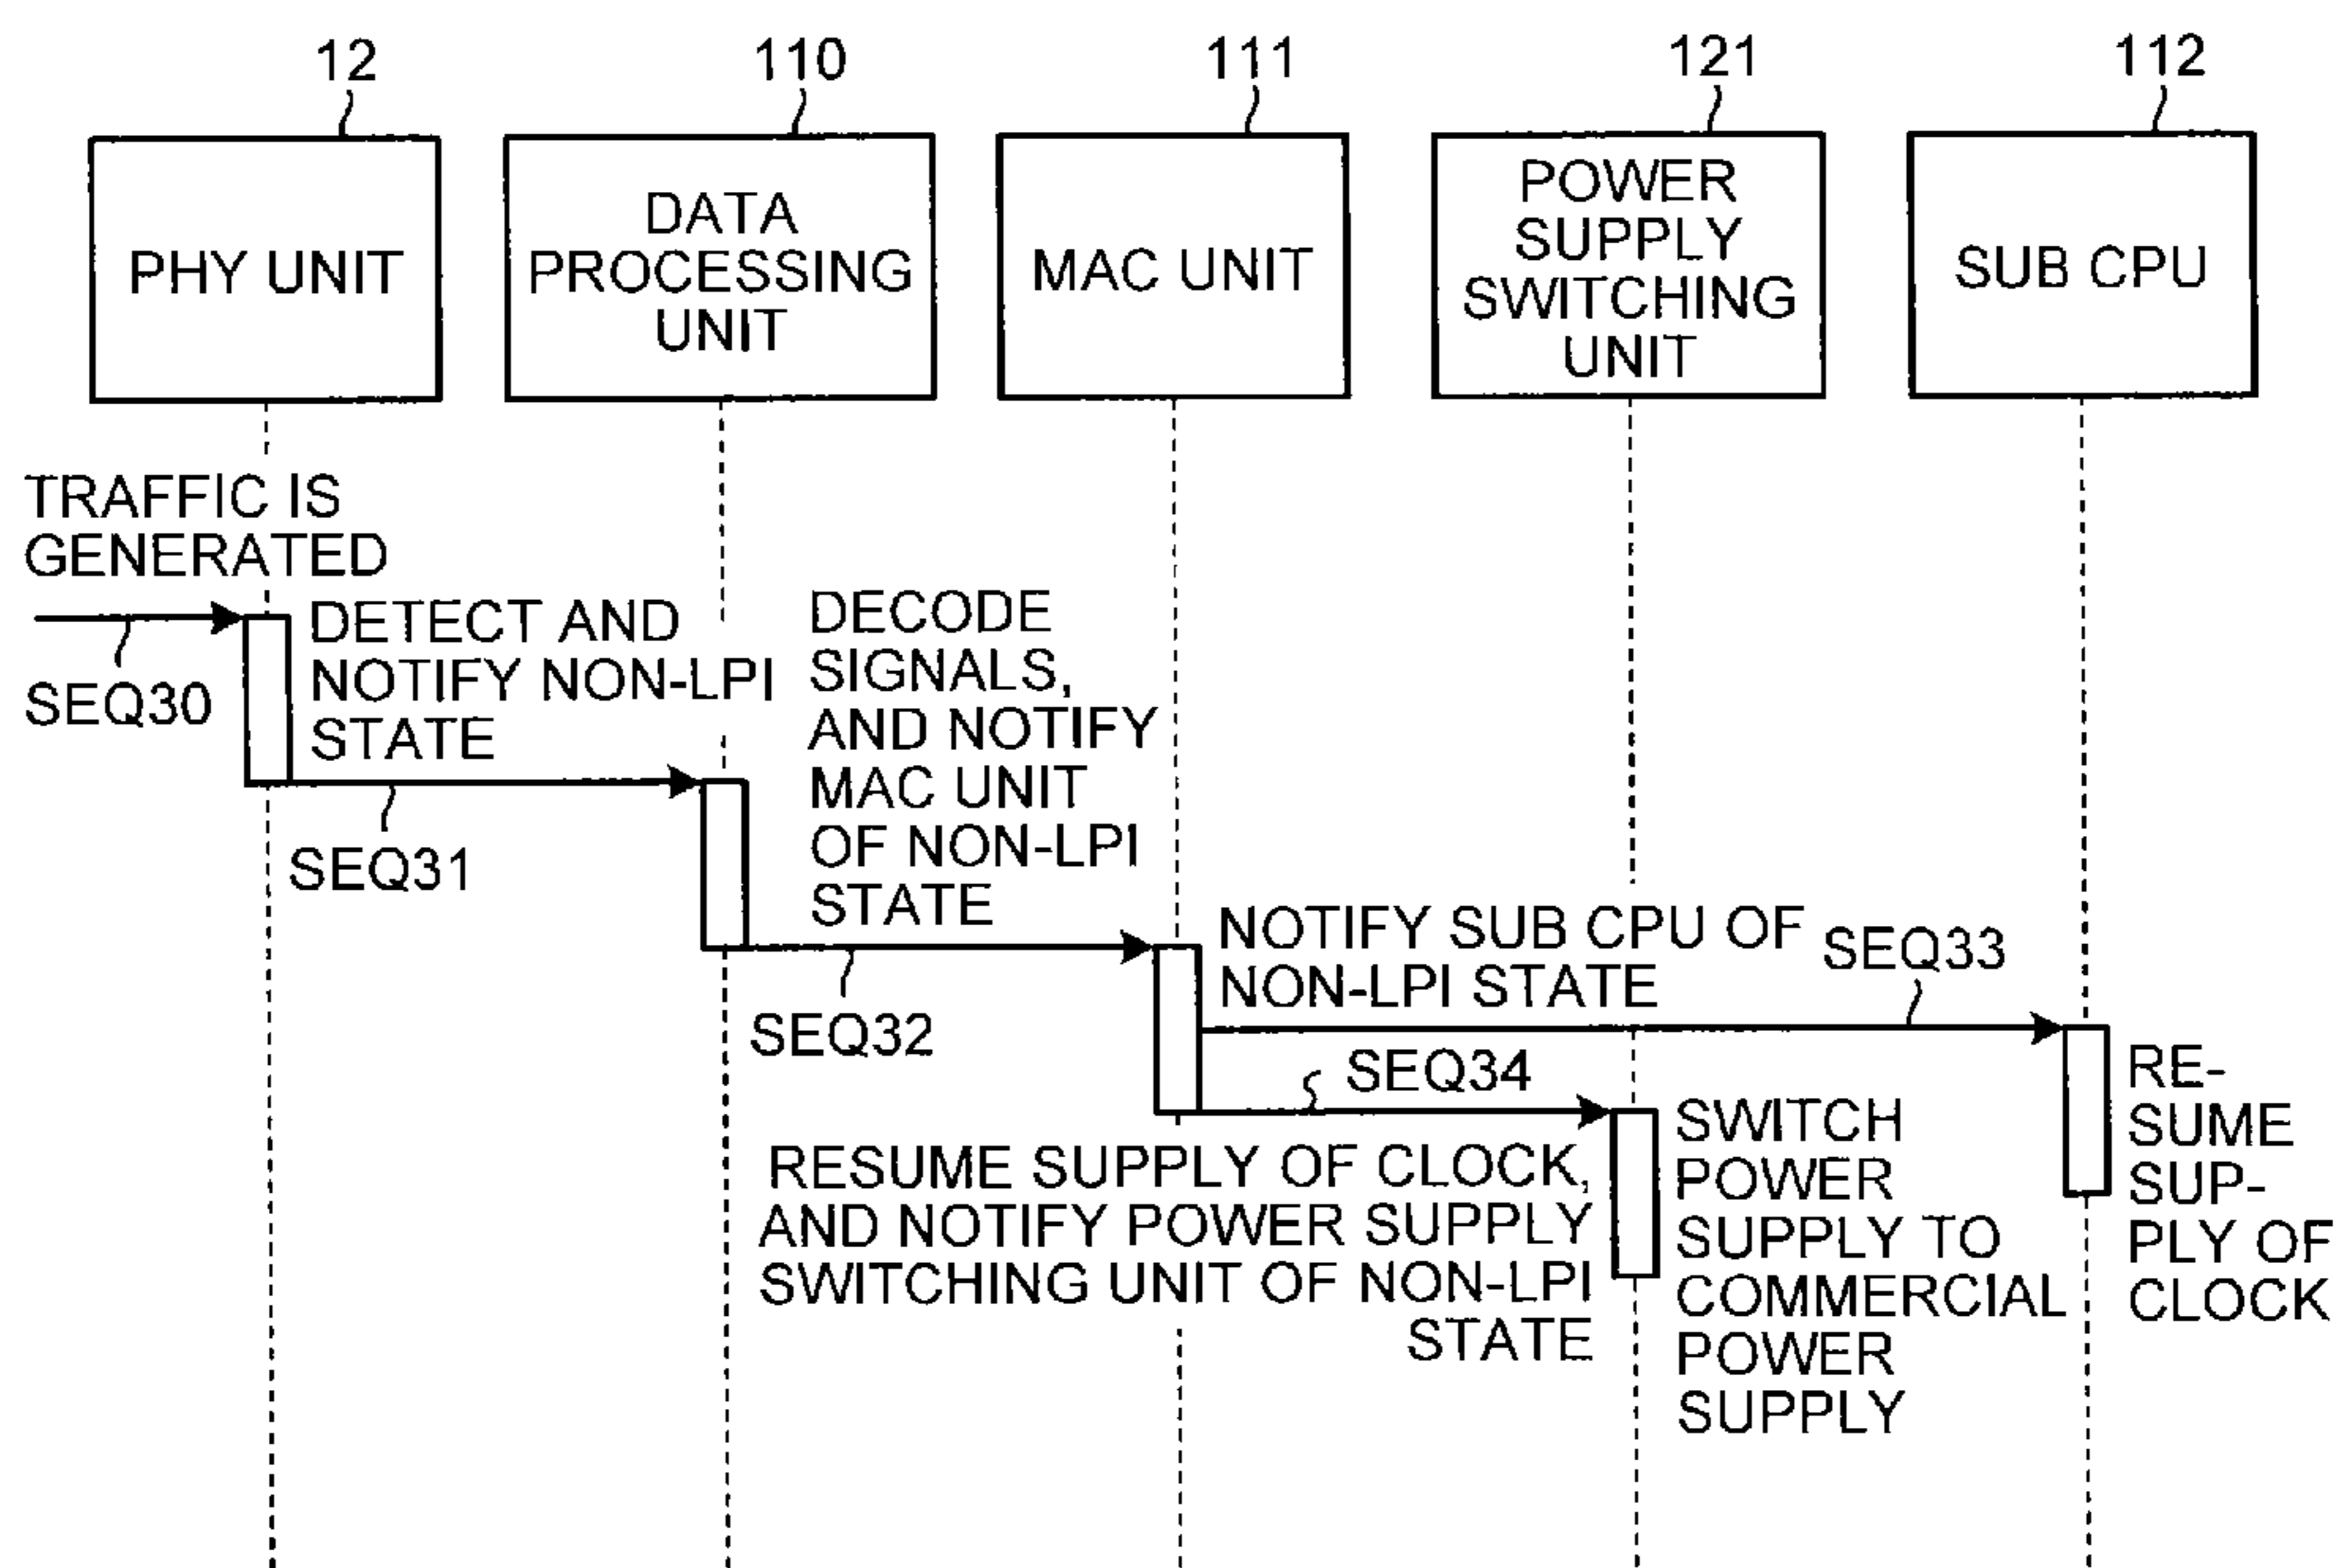 12
110
111
121
112
PHY UNIT
DATA
PROCESSING
UNIT
MAC UNIT
POWER
SUPPLY
SWITCHING
UNIT
SUB CPU
TRAFFIC IS
GENERATED
SEQ30
DETECT AND
NOTIFY NON-LPI
STATE
SEQ31
DECODE
SIGNALS,
AND NOTIFY
MAC UNIT
OF NON-LPI
STATE
SEQ32
NOTIFY SUB CPU OF
NON-LPI STATE
SEQ33
SEQ34
RESUME SUPPLY OF CLOCK,
AND NOTIFY POWER SUPPLY
SWITCHING UNIT OF NON-LPI
STATE
SWITCH
POWER
SUPPLY TO
COMMERCIAL
POWER
SUPPLY
RE-
SUME
SUP-
PLY OF
CLOCK